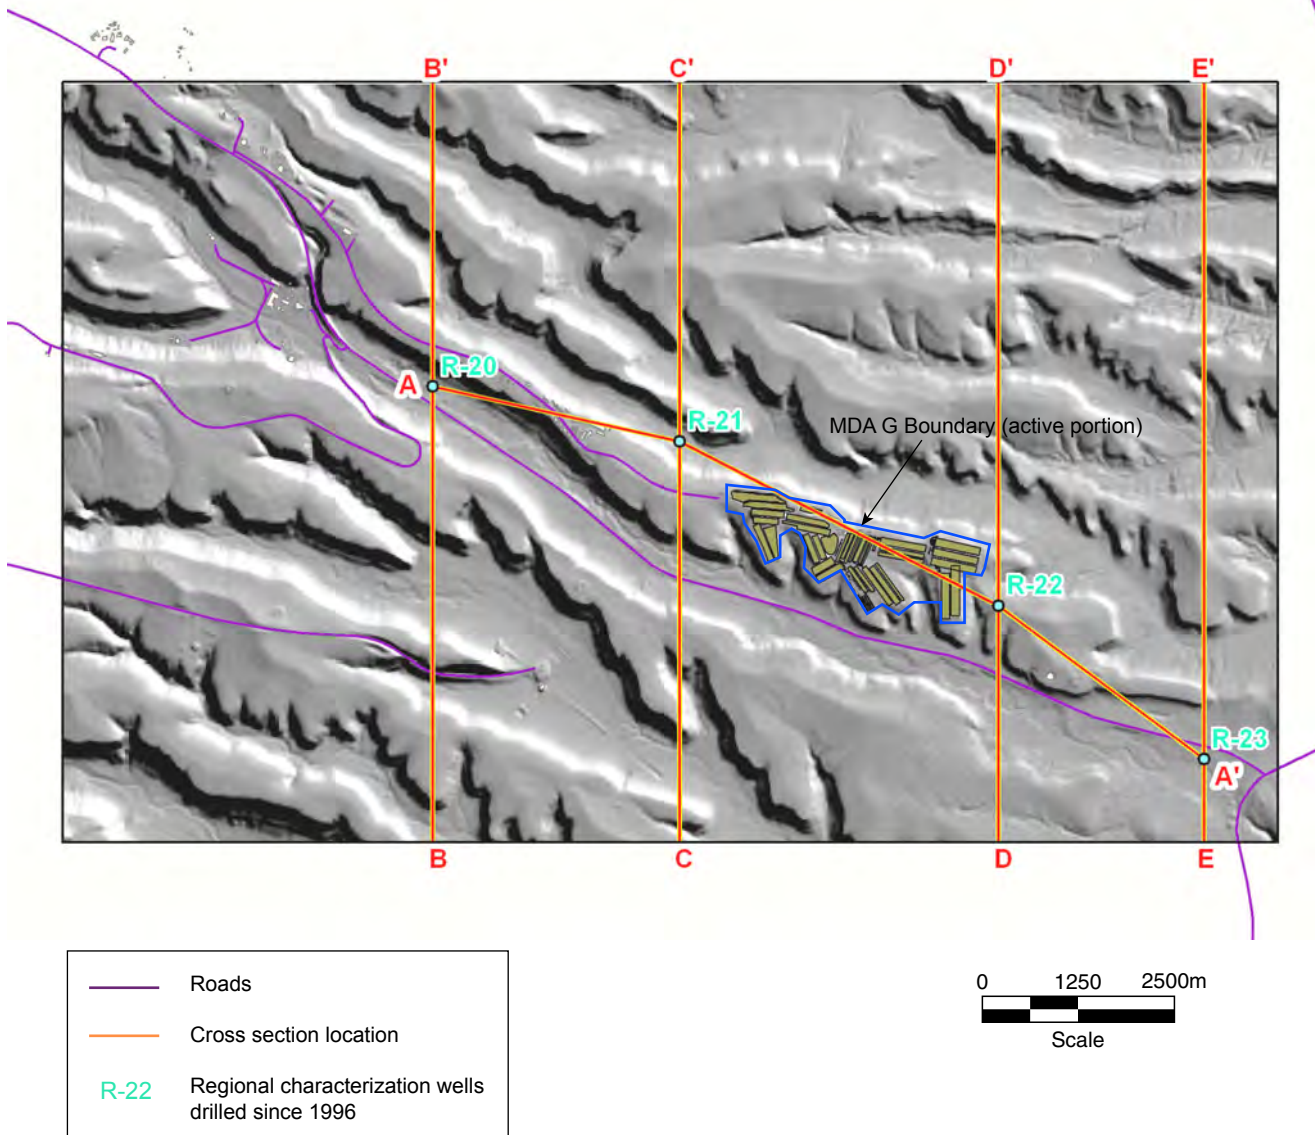 B' C' D' E'
R-20
A
R-21
MDA G Boundary (active portion)
R-22
R-23
A'
B C D E
Roads
Cross section location
R-22 Regional characterization wells
drilled since 1996
0 1250 2500m
Scale